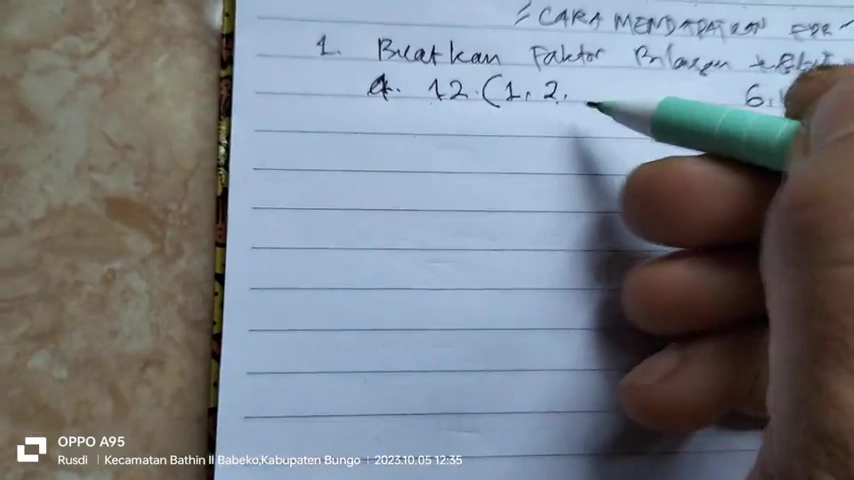 CARA MENDAPATKAN FPB
1. Buatkan Faktor Bilangan
a. 12. (1, 2. 6.
OPPO A95
Rusdi | Kecamatan Bathin II Babeko,Kabupaten Bungo | 2023.10.05 12:35